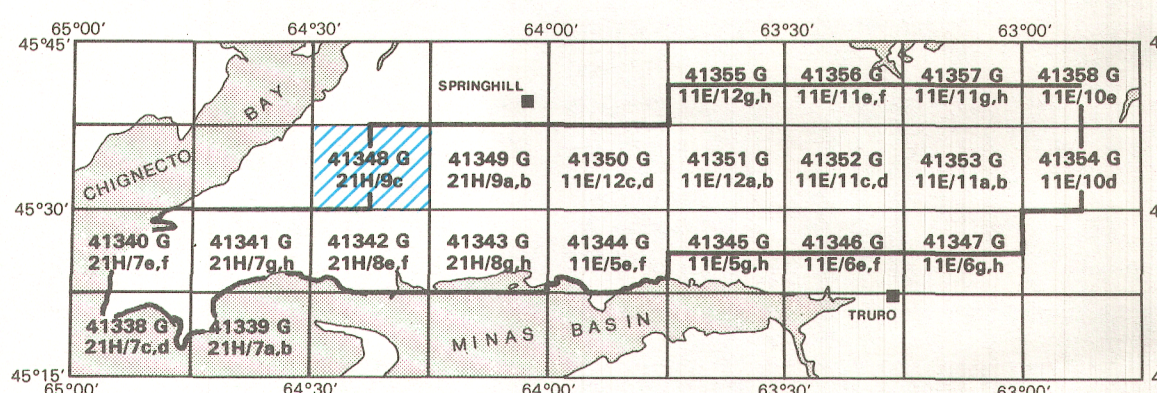 65°00′ 64°30′ 64°00′ 63°30′ 63°00′
45°45′ 4
SPRINGHILL
41355 G 41356 G 41357 G 41358 G
11E/12g,h 11E/11e,f 11E/11g,h 11E/10e
CHIGNECTO BAY
41348 G 41349 G 41350 G 41351 G 41352 G 41353 G 41354 G
21H/9c 21H/9a,b 11E/12c,d 11E/12a,b 11E/11c,d 11E/11a,b 11E/10d
45°30′ 4
41340 G 41341 G 41342 G 41343 G 41344 G 41345 G 41346 G 41347 G
21H/7e,f 21H/7g,h 21H/8e,f 21H/8g,h 11E/5e,f 11E/5g,h 11E/6e,f 11E/6g,h
TRURO
41338 G 41339 G MINAS BASIN
21H/7c,d 21H/7a,b
45°15′ 4
65°00′ 64°30′ 64°00′ 63°30′ 63°00′